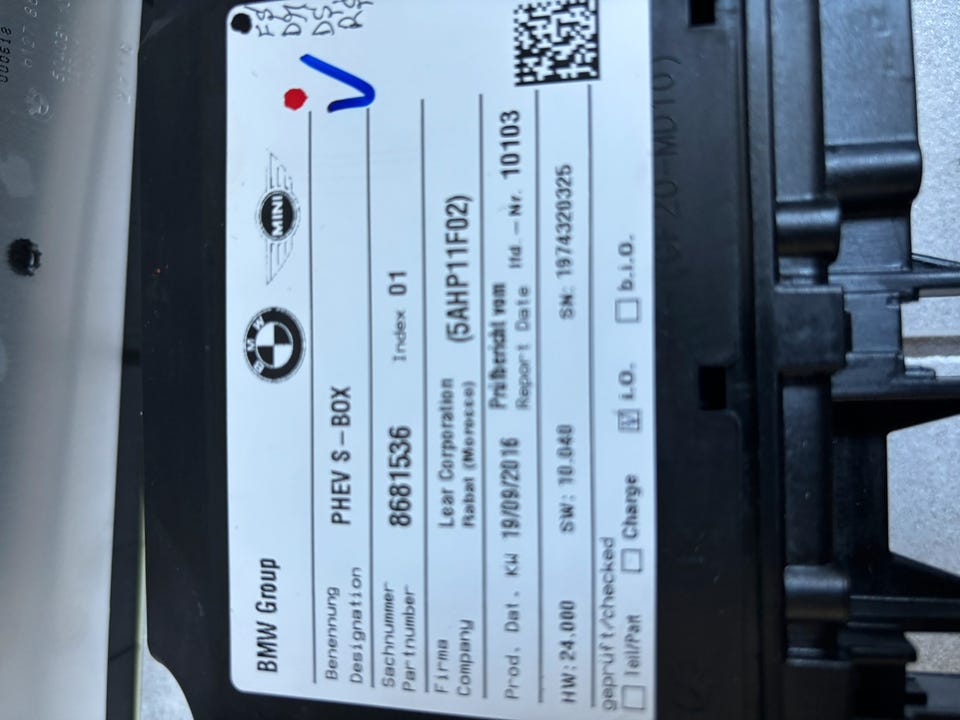 BMW Group
BMW
MINI
Benennung
Designation
PHEV S-BOX
Sachnummer
Partnumber
8681536
Index 01
Firma
Company
Lear Corporation
Rabat (Morocco)
(5AHP11F02)
Prod. Dat. KW 19/09/2016
Prüfbericht vom
Report Date
lfd.-Nr. 10103
HW:24.000
SW: 10.040
SN: 1974320325
geprüft/checked
Teil/Part
Charge
i.O.
b.i.O.